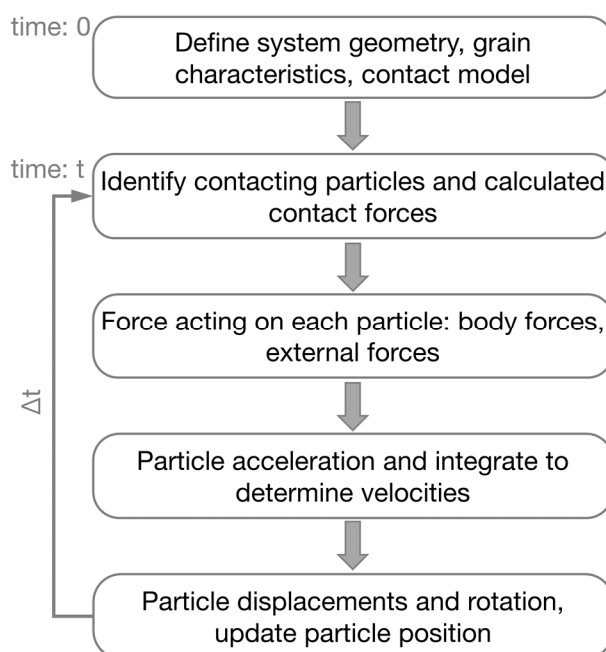 time: 0
Define system geometry, grain
characteristics, contact model
time: t
Identify contacting particles and calculated
contact forces
Force acting on each particle: body forces,
external forces
Δt
Particle acceleration and integrate to
determine velocities
Particle displacements and rotation,
update particle position